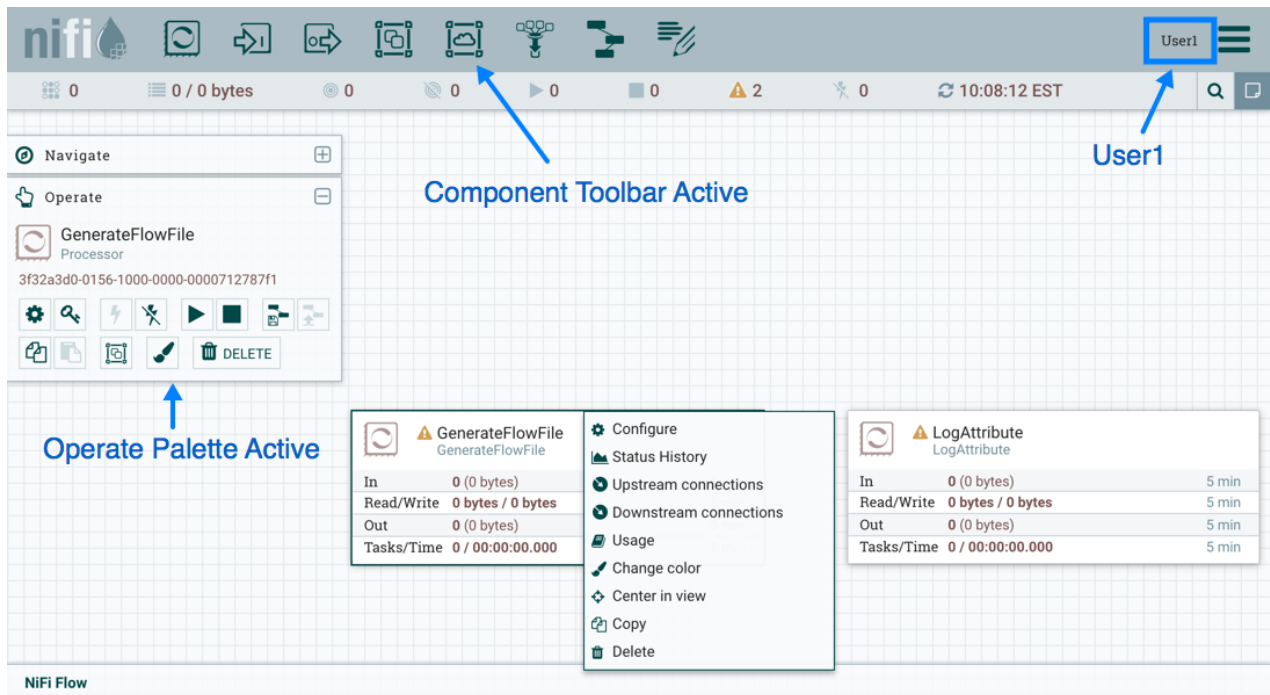 nifi
User1
0
0 / 0 bytes
0
0
0
0
2
0
10:08:12 EST
Navigate
User1
Component Toolbar Active
Operate
GenerateFlowFile
Processor
3f32a3d0-0156-1000-0000-0000712787f1
DELETE
Operate Palette Active
GenerateFlowFile
GenerateFlowFile
In 0 (0 bytes)
Read/Write 0 bytes / 0 bytes
Out 0 (0 bytes)
Tasks/Time 0 / 00:00:00.000
Configure
Status History
Upstream connections
Downstream connections
Usage
Change color
Center in view
Copy
Delete
LogAttribute
LogAttribute
In 0 (0 bytes) 5 min
Read/Write 0 bytes / 0 bytes 5 min
Out 0 (0 bytes) 5 min
Tasks/Time 0 / 00:00:00.000 5 min
NiFi Flow